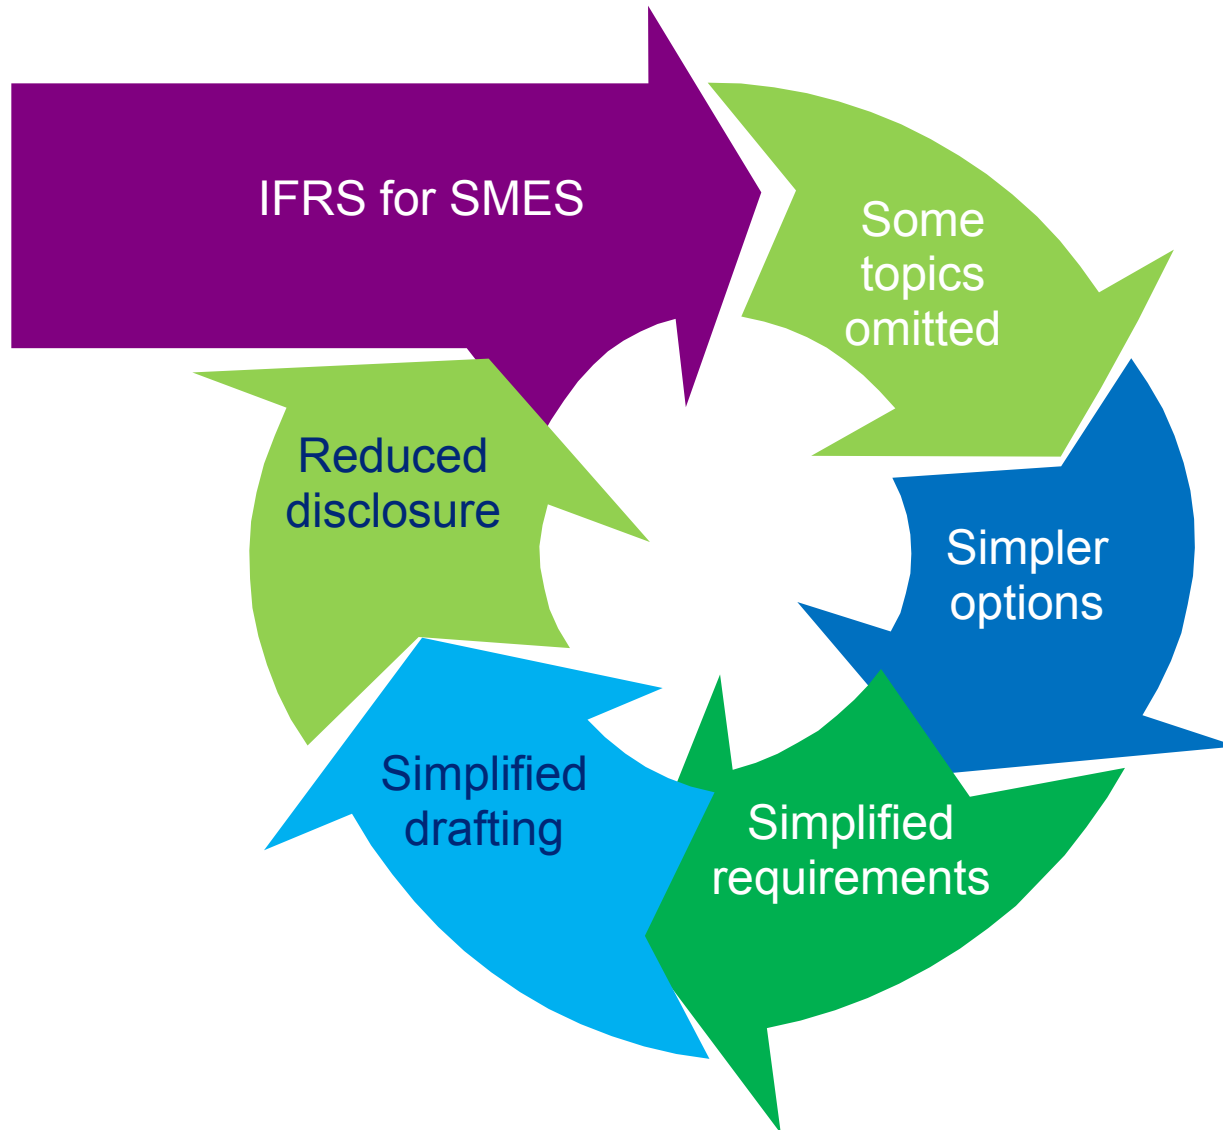 IFRS for SMES
Some
topics
omitted
Simpler
options
Simplified
requirements
Simplified
drafting
Reduced
disclosure